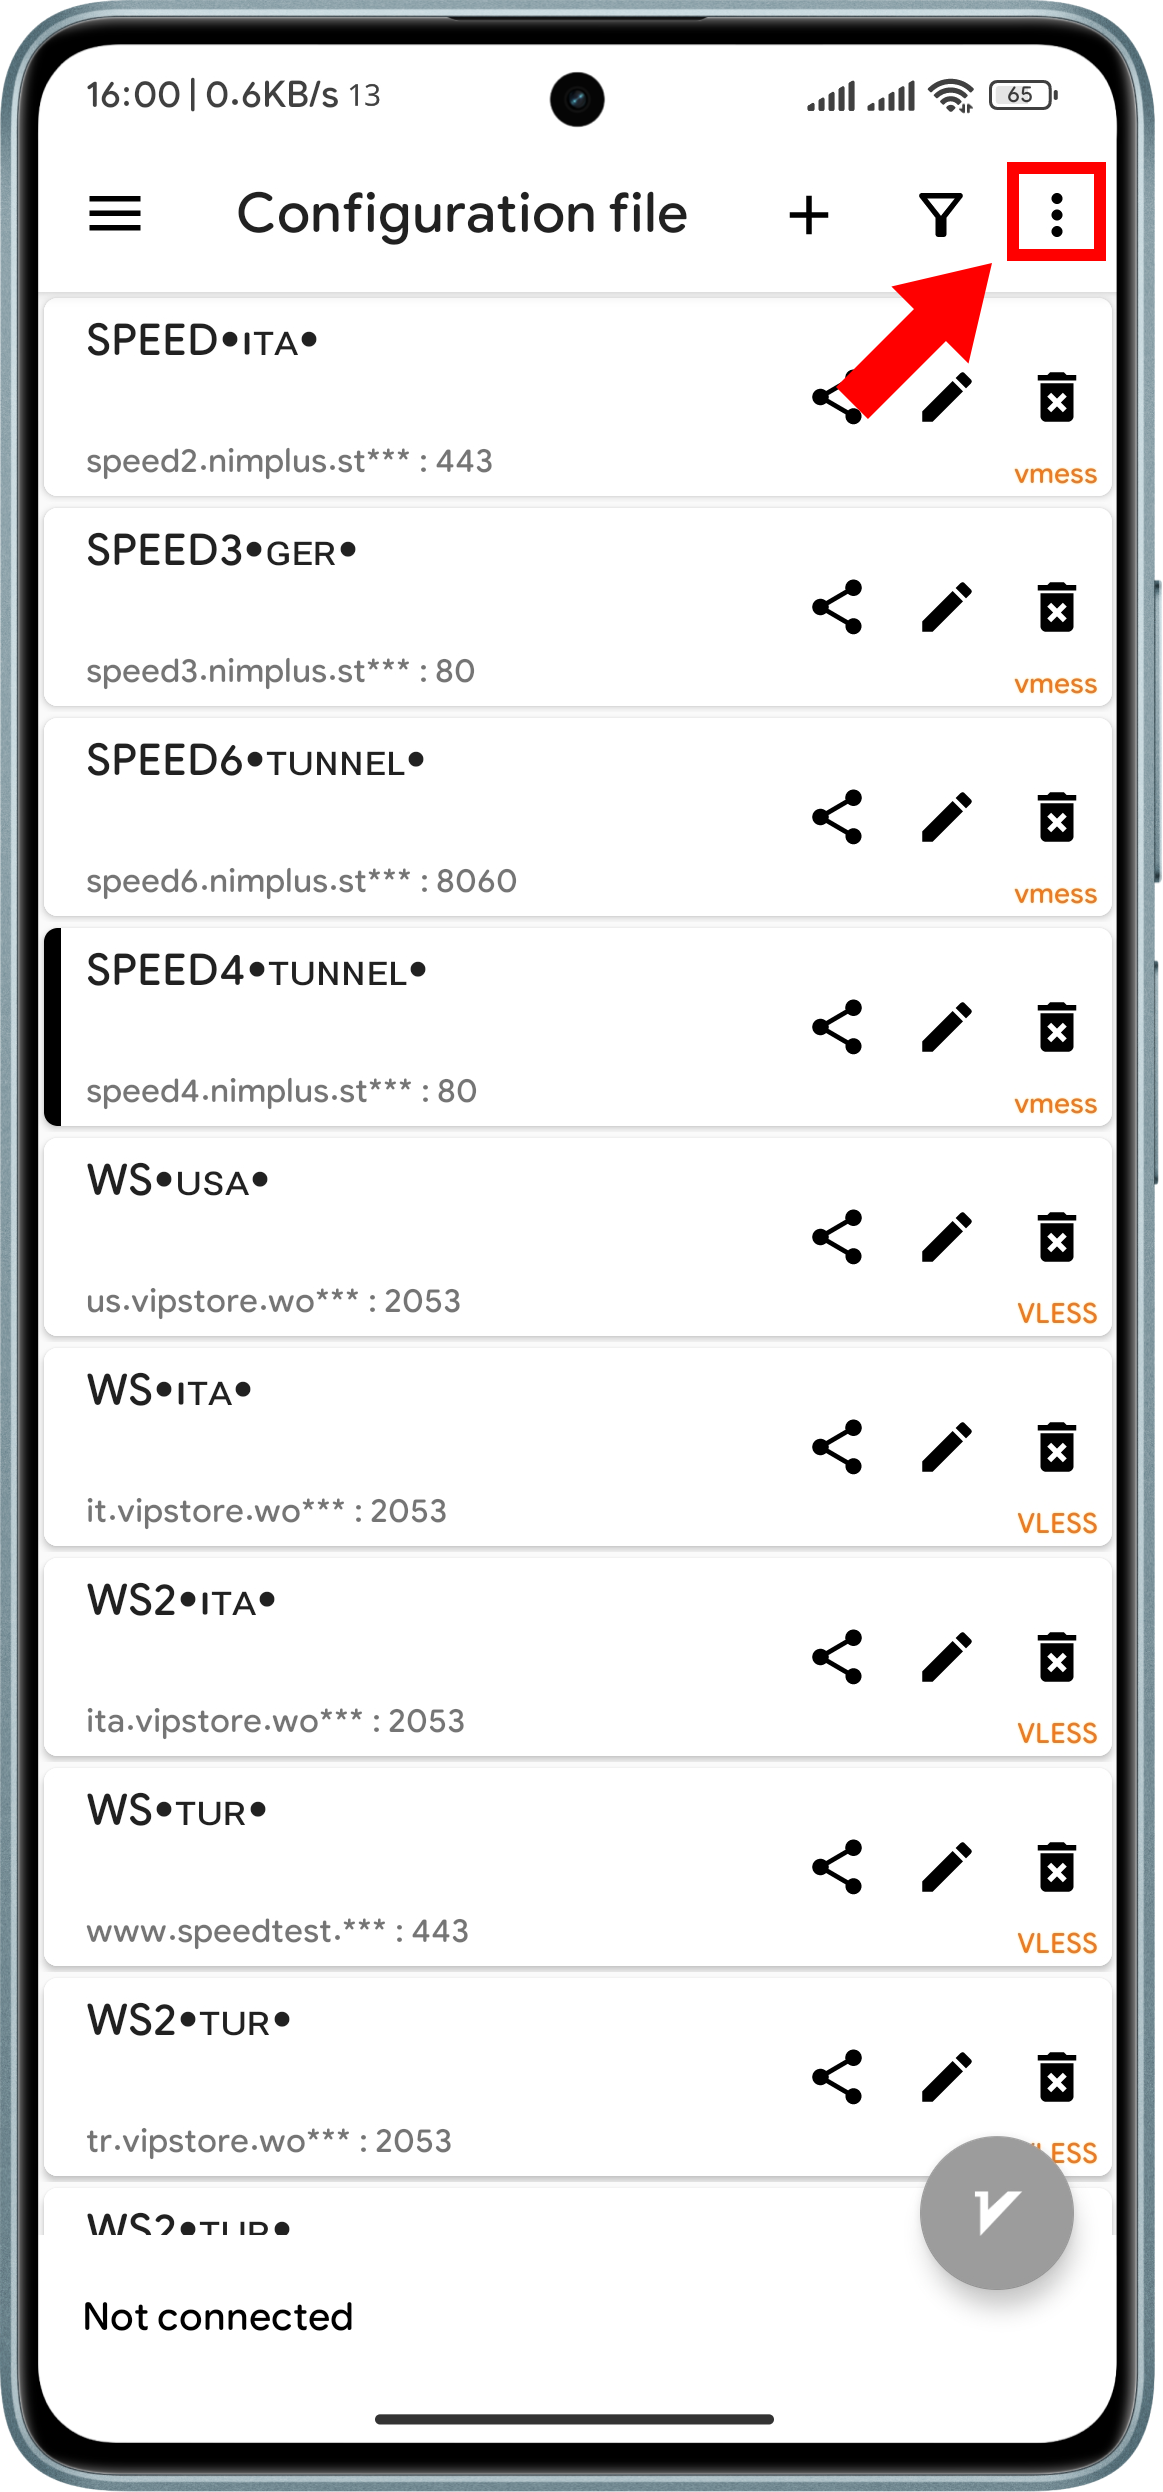 16:00 | 0.6KB/s 13
65
Configuration file
SPEED•ITA•
speed2.nimplus.st*** : 443
vmess
SPEED3•GER•
speed3.nimplus.st*** : 80
vmess
SPEED6•TUNNEL•
speed6.nimplus.st*** : 8060
vmess
SPEED4•TUNNEL•
speed4.nimplus.st*** : 80
vmess
WS•USA•
us.vipstore.wo*** : 2053
VLESS
WS•ITA•
it.vipstore.wo*** : 2053
VLESS
WS2•ITA•
ita.vipstore.wo*** : 2053
VLESS
WS•TUR•
www.speedtest.*** : 443
VLESS
WS2•TUR•
tr.vipstore.wo*** : 2053
VLESS
WS2•TUR•
Not connected